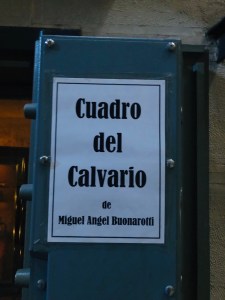 Cuadro
del
Calvario
de
Miguel Angel Buonarotti